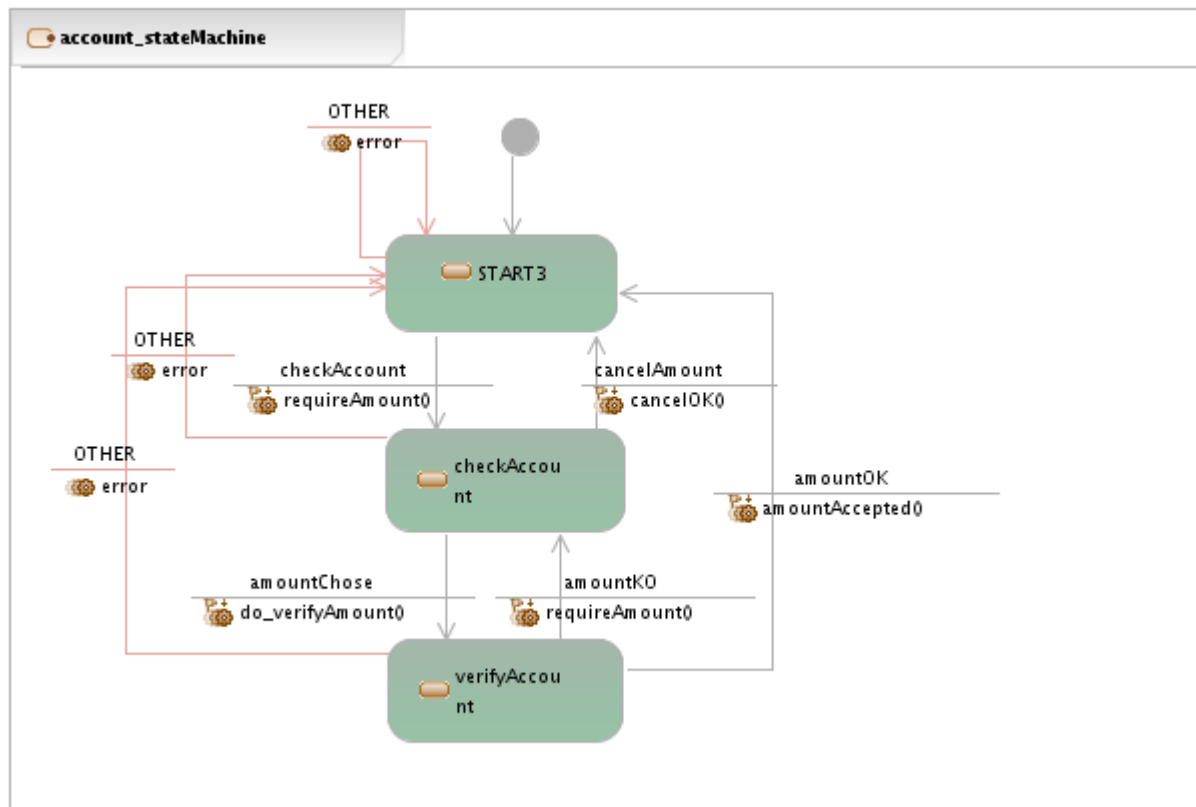 account_stateMachine
OTHER
error
START3
OTHER
error
checkAccount
requireAmount()
cancelAmount
cancelOK()
OTHER
error
checkAccou
nt
amountOK
amountAccepted()
amountChose
do_verifyAmount()
amountKO
requireAmount()
verifyAccou
nt